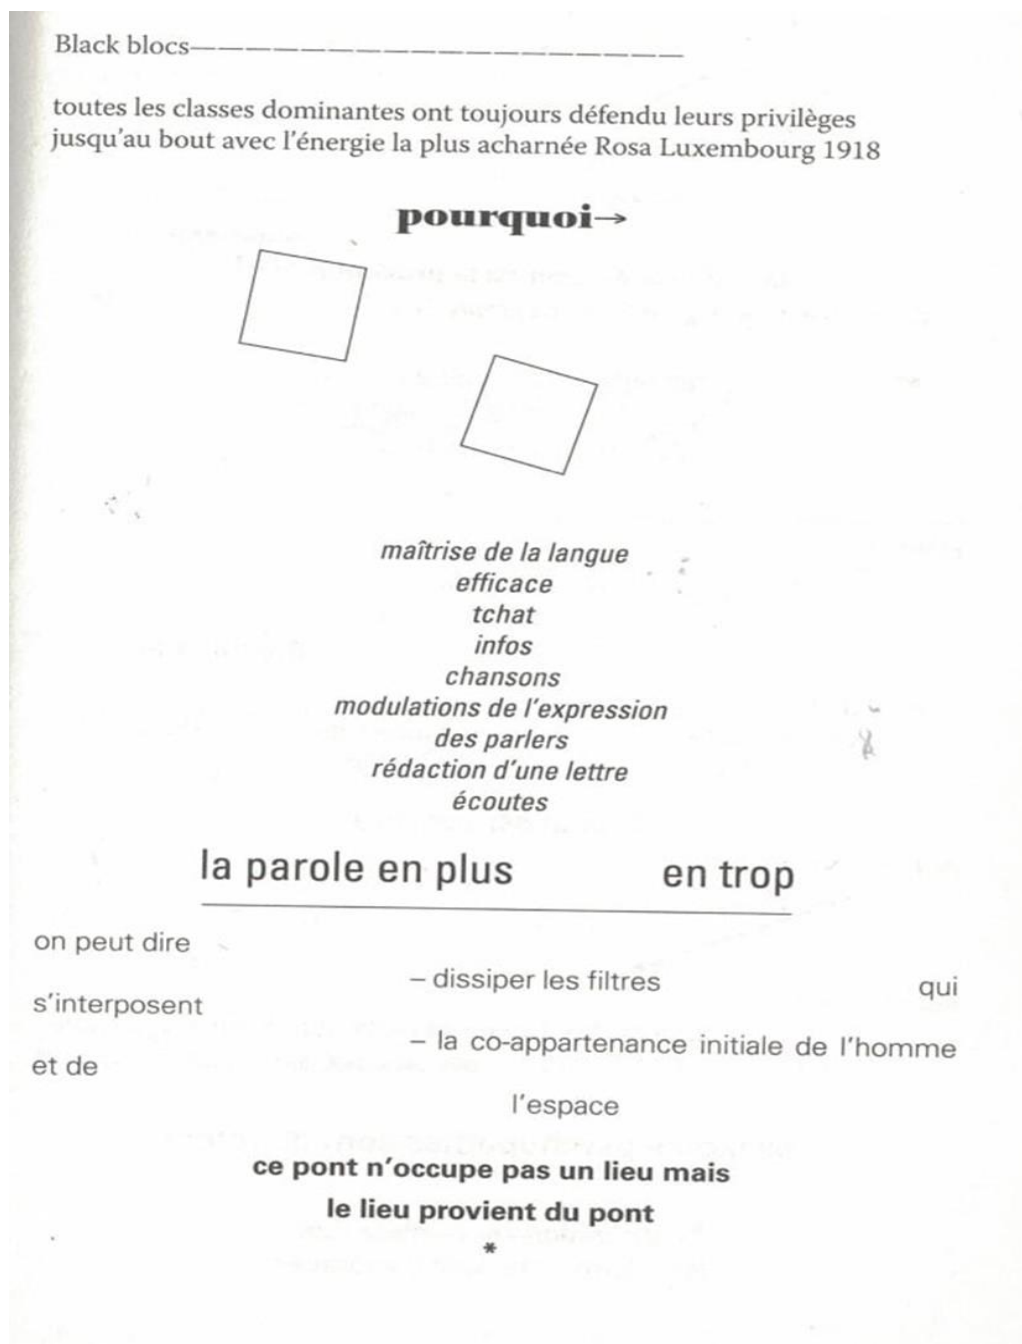 Black blocs——————————————————
toutes les classes dominantes ont toujours défendu leurs privilèges
jusqu'au bout avec l'énergie la plus acharnée Rosa Luxembourg 1918
pourquoi→
maîtrise de la langue
efficace
tchat
infos
chansons
modulations de l'expression
des parlers
rédaction d'une lettre
écoutes
la parole en plus en trop
on peut dire
– dissiper les filtres qui
s'interposent
– la co-appartenance initiale de l'homme
et de
l'espace
ce pont n'occupe pas un lieu mais
le lieu provient du pont
*